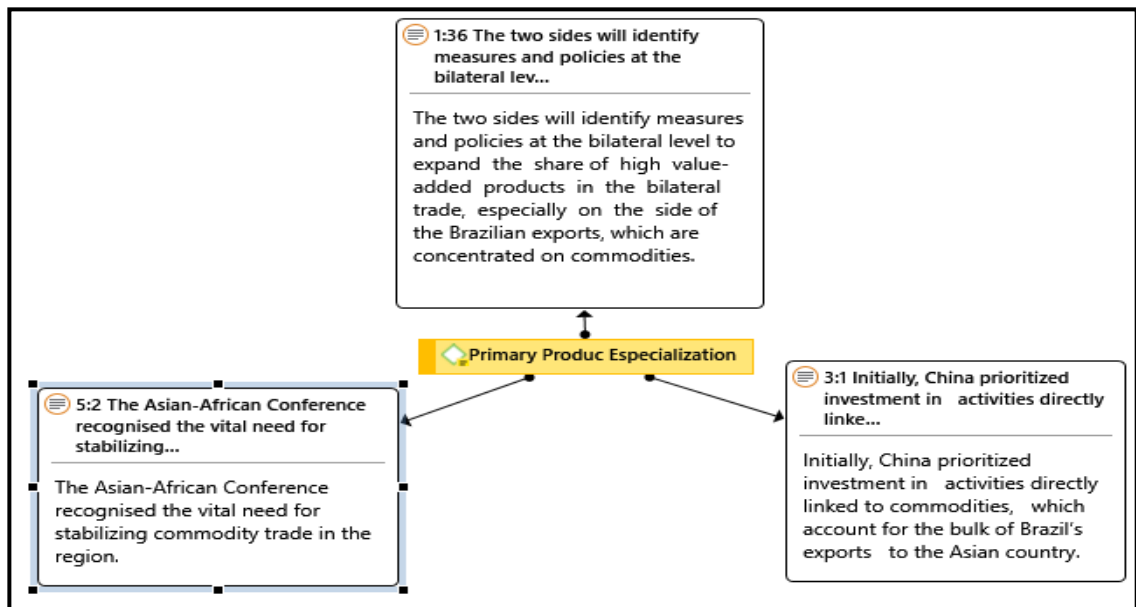 1:36 The two sides will identify
measures and policies at the
bilateral lev...
The two sides will identify measures
and policies at the bilateral level to
expand the share of high value-
added products in the bilateral
trade, especially on the side of
the Brazilian exports, which are
concentrated on commodities.
Primary Produc Especialization
5:2 The Asian-African Conference
recognised the vital need for
stabilizing...
The Asian-African Conference
recognised the vital need for
stabilizing commodity trade in the
region.
3:1 Initially, China prioritized
investment in activities directly
linke...
Initially, China prioritized
investment in activities directly
linked to commodities, which
account for the bulk of Brazil's
exports to the Asian country.